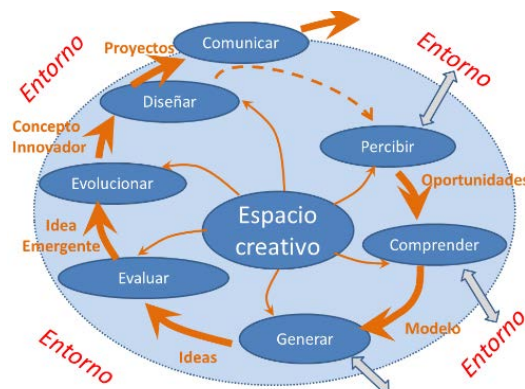 Proyectos
Comunicar
Entorno
Entorno
Diseñar
Concepto
Innovador
Percibir
Evolucionar
Oportunidades
Espacio
creativo
Idea
Emergente
Comprender
Evaluar
Modelo
Generar
Ideas
Entorno
Entorno